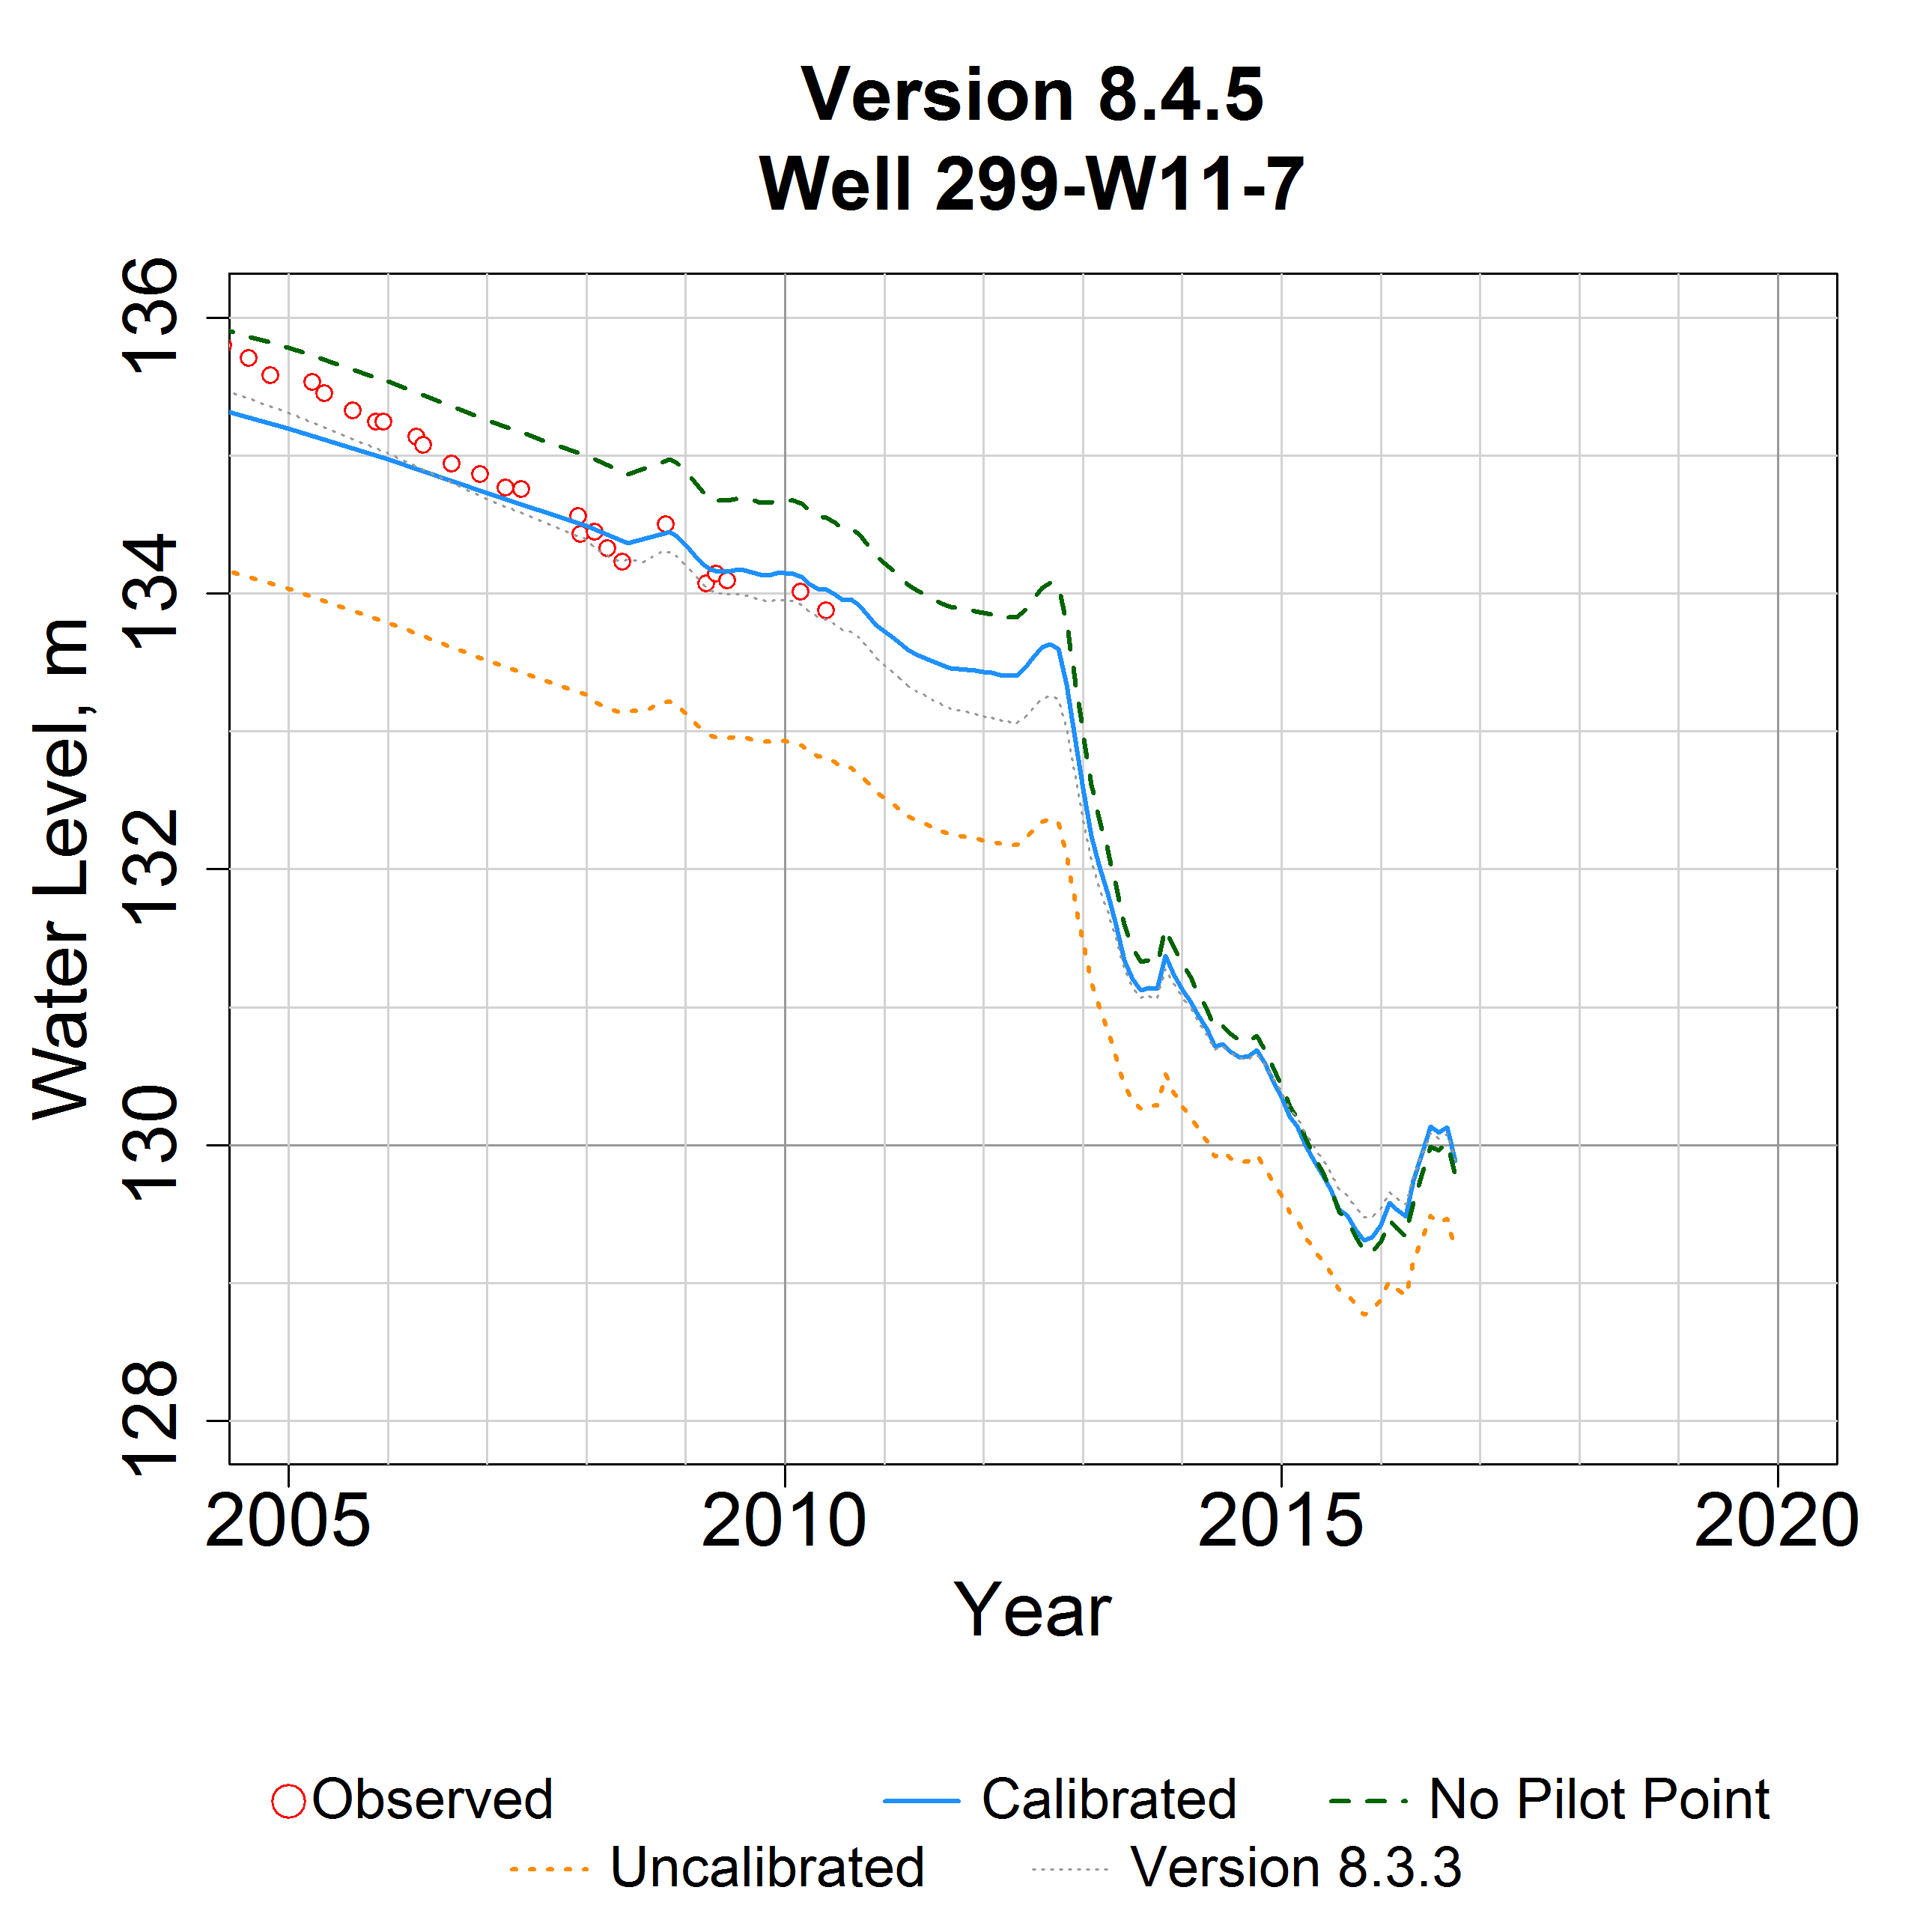 Version 8.4.5
Well 299-W11-7
136
134
132
130
128
Water Level, m
2005 2010 2015 2020
Year
Observed Calibrated No Pilot Point
Uncalibrated Version 8.3.3